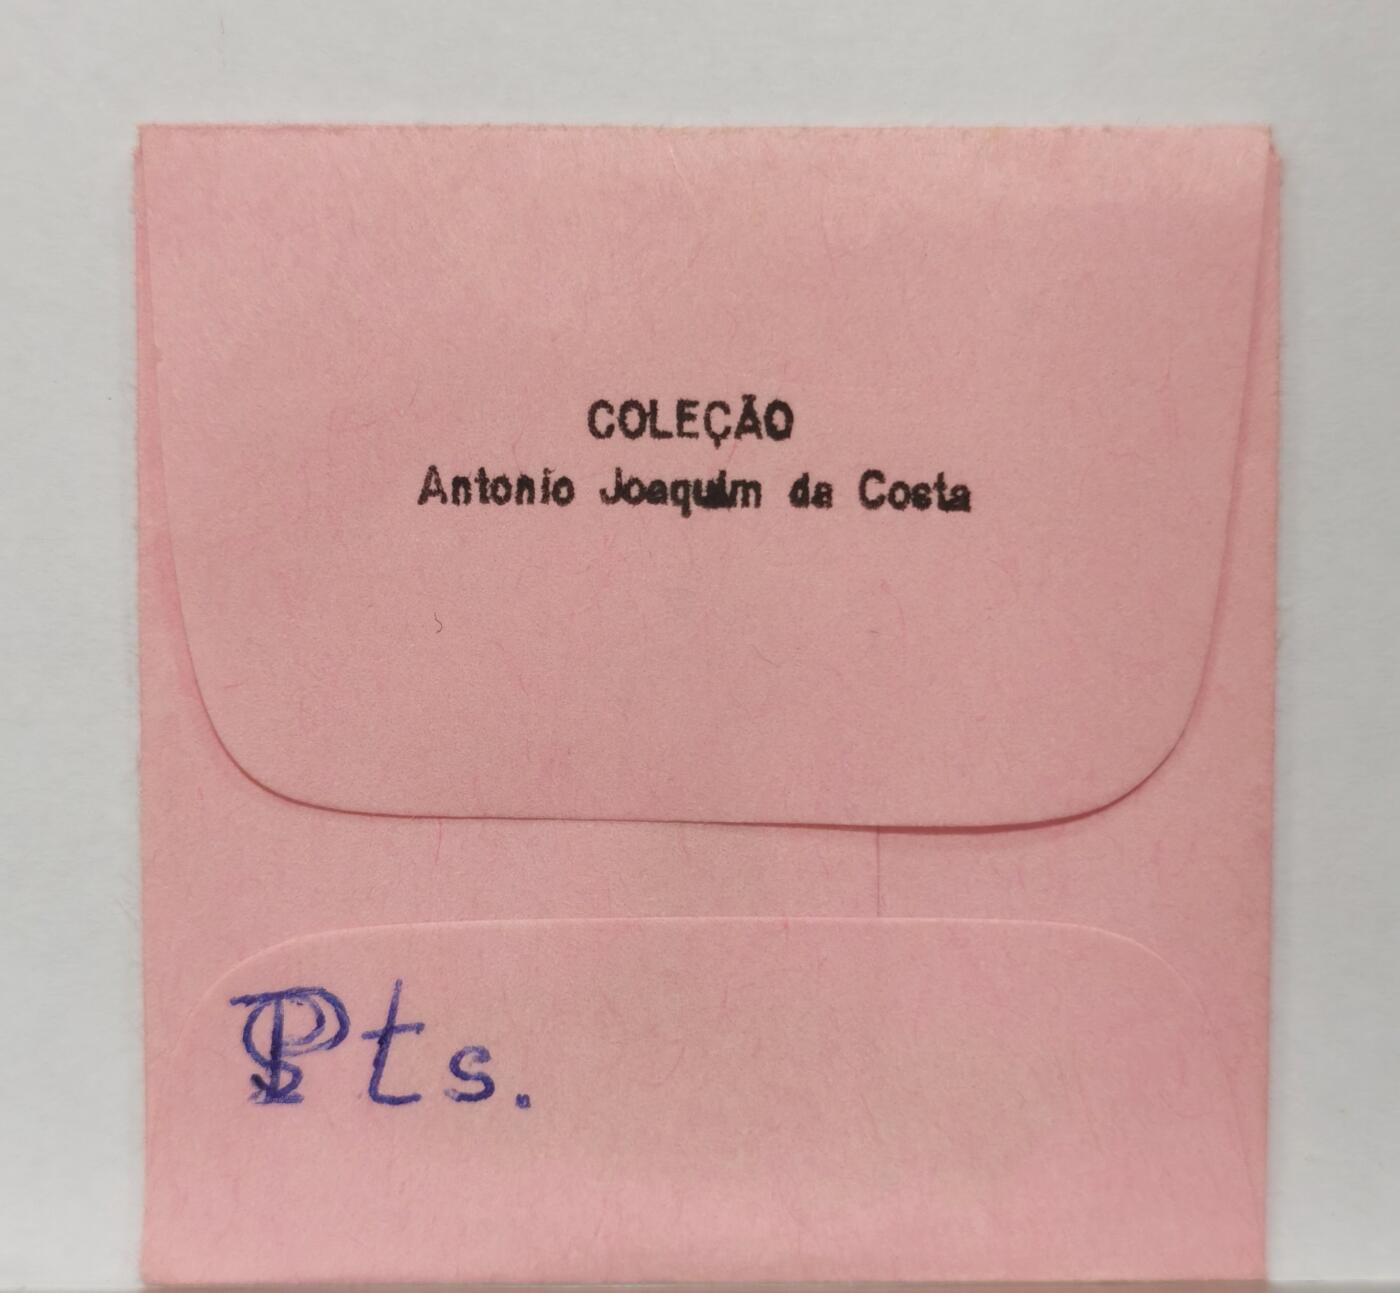 COLEÇÃO
Antonio Joaquim da Costa
Pts.